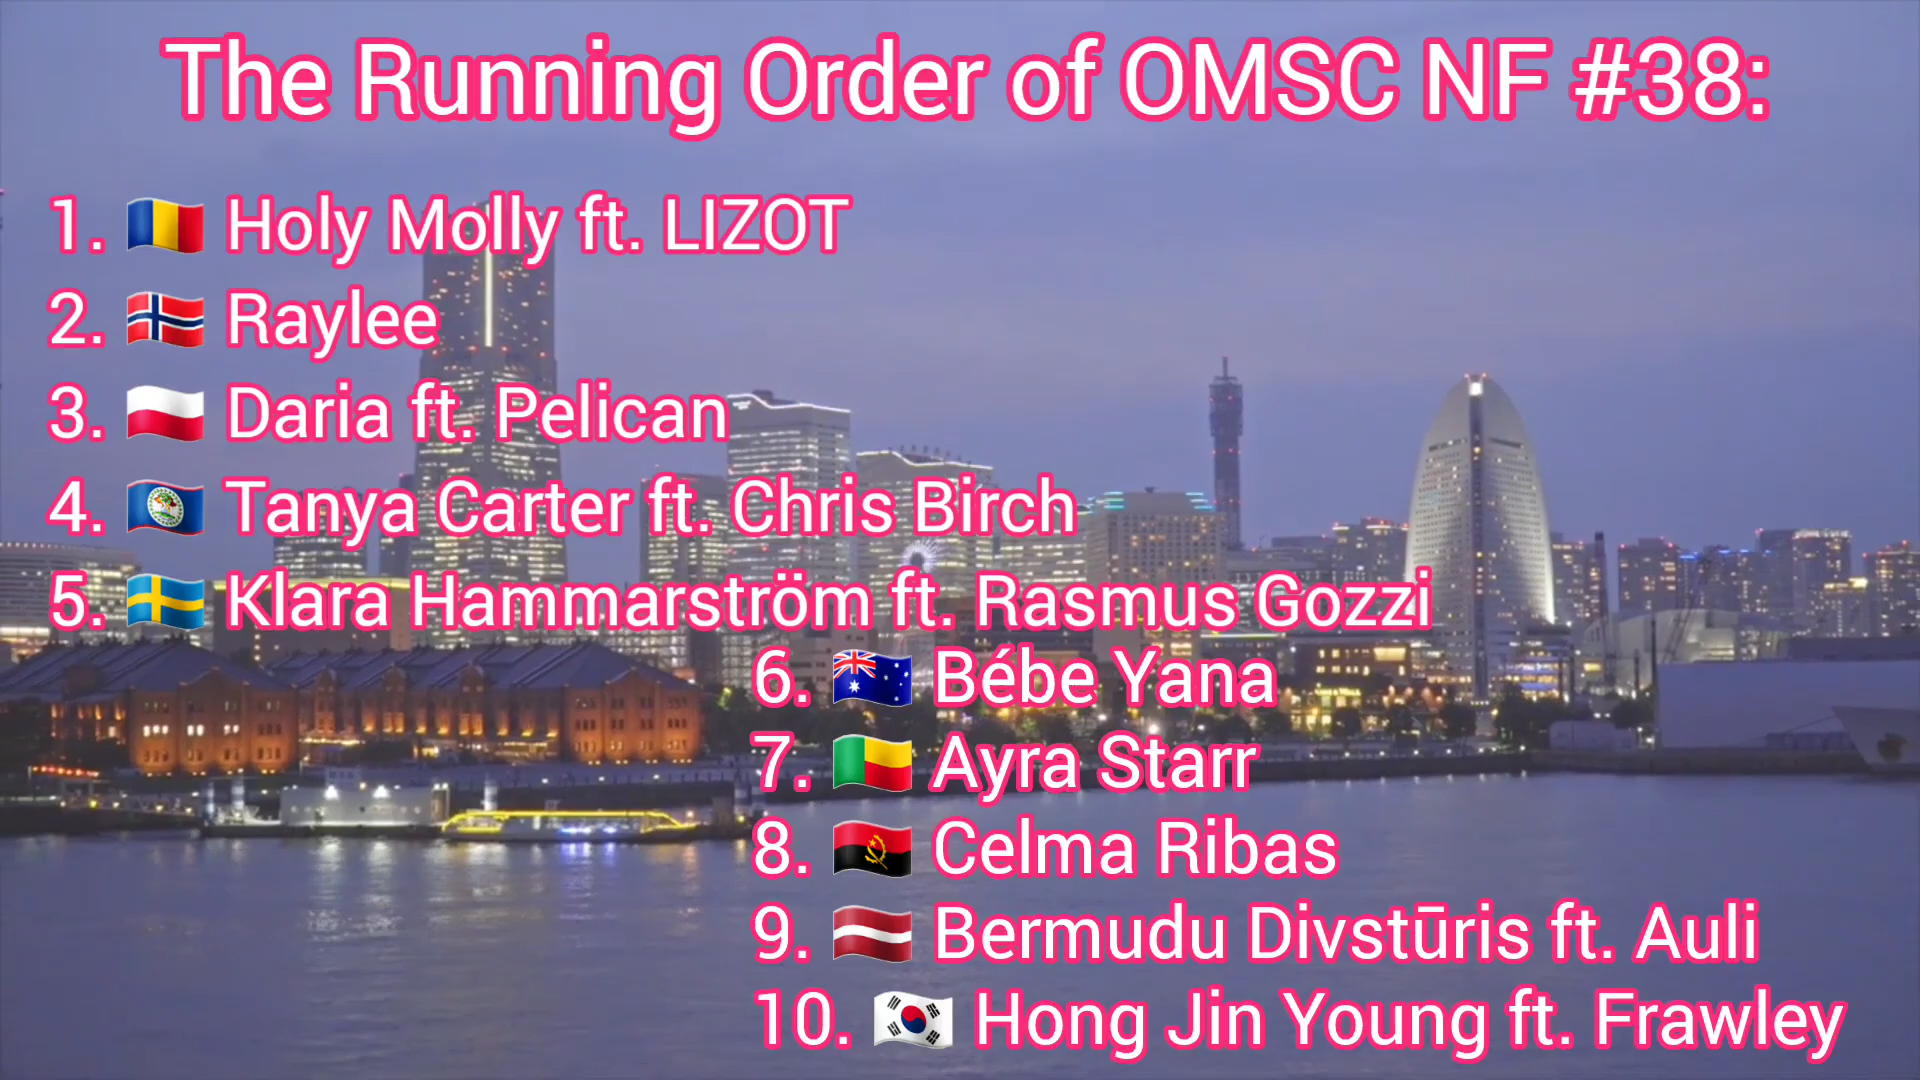 The Running Order of OMSC NF #38:
1. 🇷🇴 Holy Molly ft. LIZOT
2. 🇳🇴 Raylee
3. 🇵🇱 Daria ft. Pelican
4. 🇧🇿 Tanya Carter ft. Chris Birch
5. 🇸🇪 Klara Hammarström ft. Rasmus Gozzi
6. 🇦🇺 Bébe Yana
7. 🇧🇯 Ayra Starr
8. 🇦🇴 Celma Ribas
9. 🇱🇻 Bermudu Divstūris ft. Auli
10. 🇰🇷 Hong Jin Young ft. Frawley